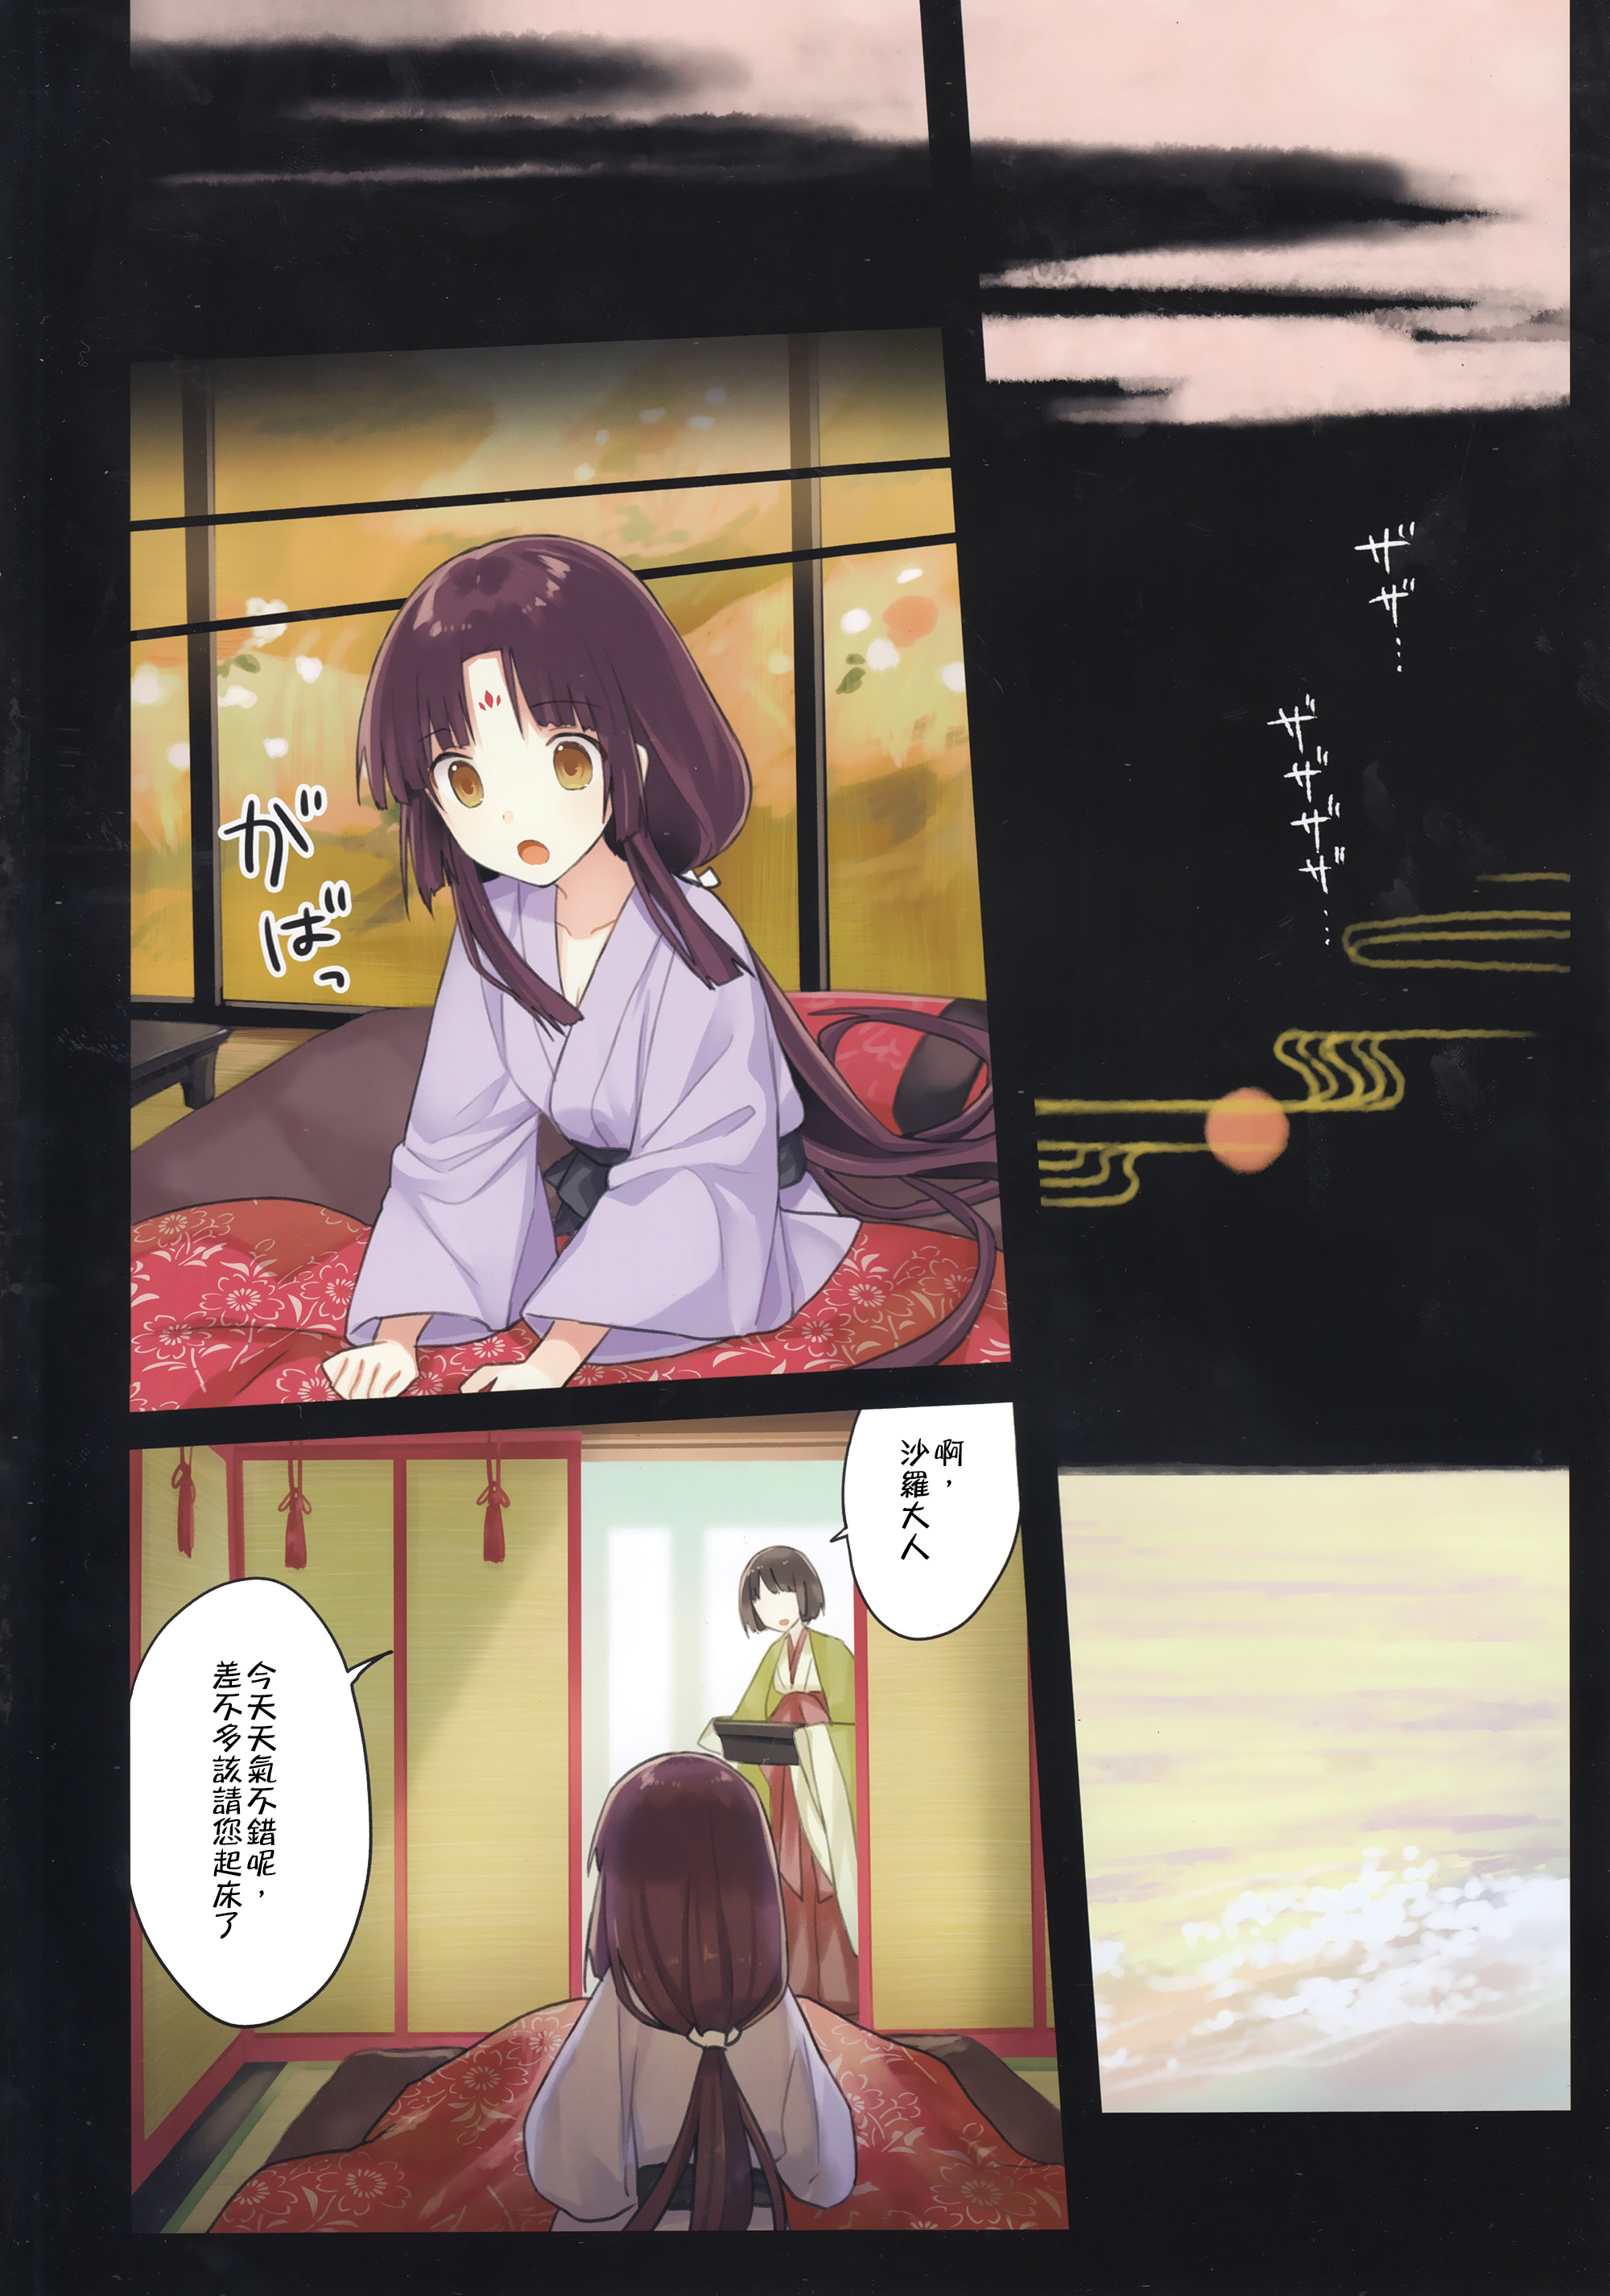 ザザ…
ザザザザ…
がばっ
啊，
沙羅大人
今天天氣不錯呢，
差不多該請您起床了